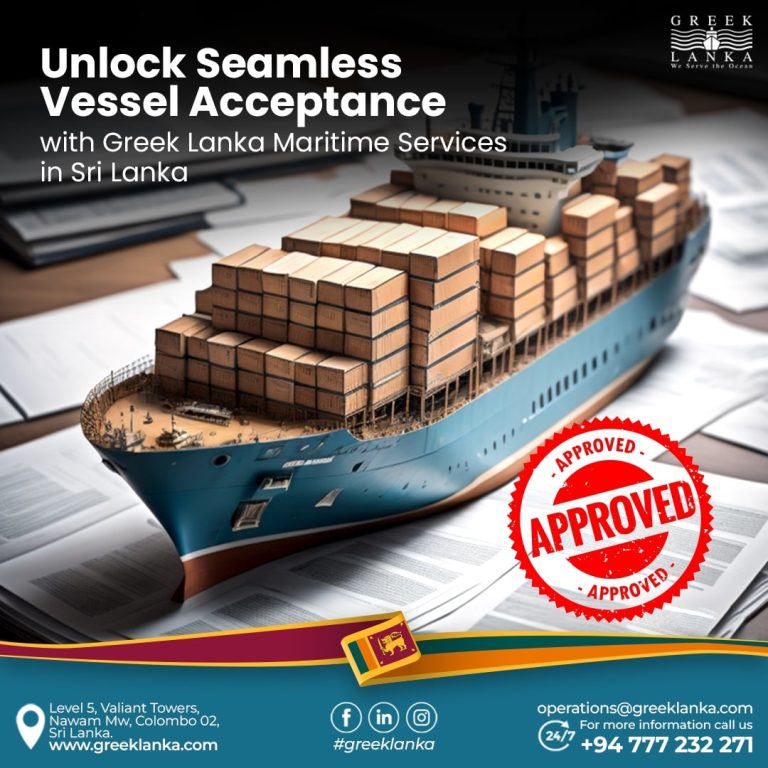 GREEK
LANKA
We Serve the Ocean
Unlock Seamless
Vessel Acceptance
with Greek Lanka Maritime Services
in Sri Lanka
- APPROVED -
APPROVED
- APPROVED -
Level 5, Valiant Towers,
Nawam Mw, Colombo 02,
Sri Lanka.
www.greeklanka.com
f in
#greeklanka
operations@greeklanka.com
24/7
For more information call us
+94 777 232 271